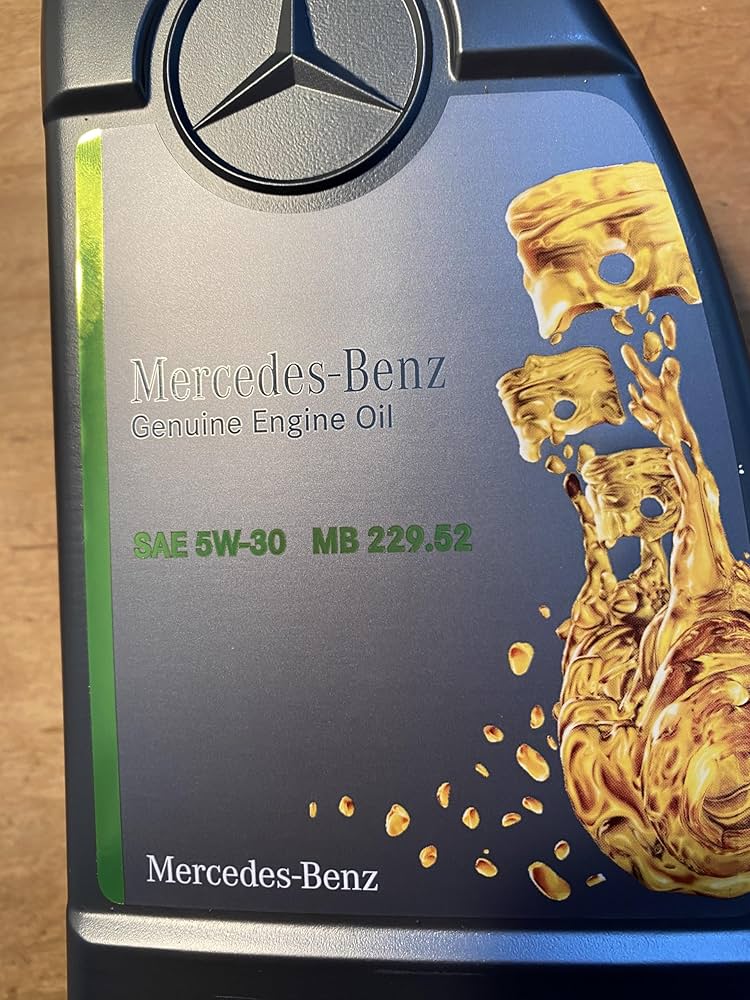 Mercedes-Benz
Genuine Engine Oil
SAE 5W-30 MB 229.52
Mercedes-Benz